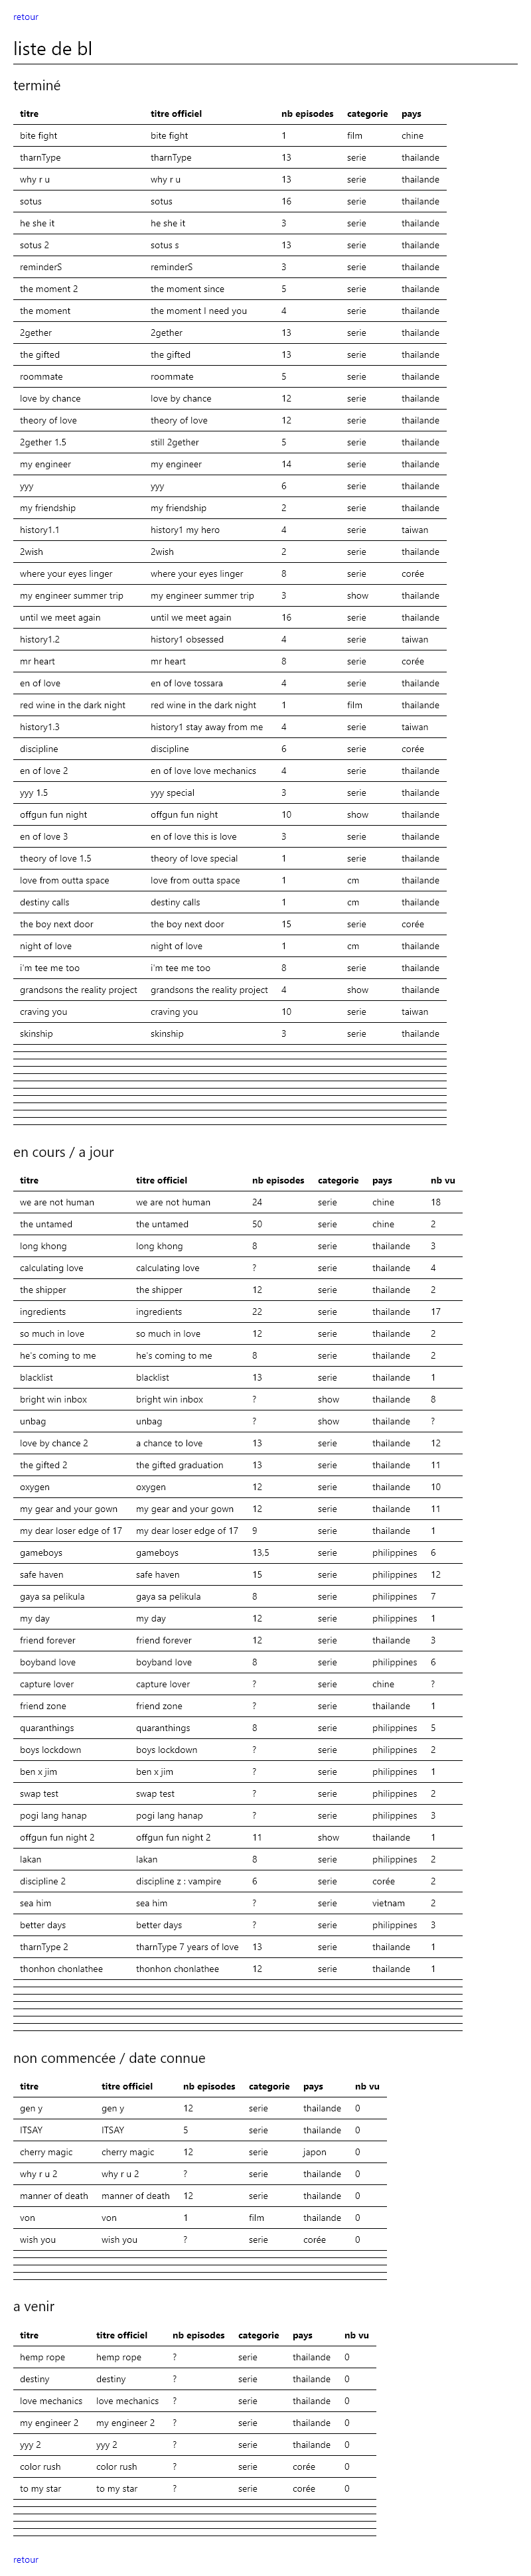 retour
liste de bl
terminé
titre titre officiel nb episodes categorie pays
bite fight bite fight 1 film chine
tharnType tharnType 13 serie thailande
why r u why r u 13 serie thailande
sotus sotus 16 serie thailande
he she it he she it 3 serie thailande
sotus 2 sotus s 13 serie thailande
reminderS reminderS 3 serie thailande
the moment 2 the moment since 5 serie thailande
the moment the moment I need you 4 serie thailande
2gether 2gether 13 serie thailande
the gifted the gifted 13 serie thailande
roommate roommate 5 serie thailande
love by chance love by chance 12 serie thailande
theory of love theory of love 12 serie thailande
2gether 1.5 still 2gether 5 serie thailande
my engineer my engineer 14 serie thailande
yyy yyy 6 serie thailande
my friendship my friendship 2 serie thailande
history1.1 history1 my hero 4 serie taiwan
2wish 2wish 2 serie thailande
where your eyes linger where your eyes linger 8 serie corée
my engineer summer trip my engineer summer trip 3 show thailande
until we meet again until we meet again 16 serie thailande
history1.2 history1 obsessed 4 serie taiwan
mr heart mr heart 8 serie corée
en of love en of love tossara 4 serie thailande
red wine in the dark night red wine in the dark night 1 film thailande
history1.3 history1 stay away from me 4 serie taiwan
discipline discipline 6 serie corée
en of love 2 en of love love mechanics 4 serie thailande
yyy 1.5 yyy special 3 serie thailande
offgun fun night offgun fun night 10 show thailande
en of love 3 en of love this is love 3 serie thailande
theory of love 1.5 theory of love special 1 serie thailande
love from outta space love from outta space 1 cm thailande
destiny calls destiny calls 1 cm thailande
the boy next door the boy next door 15 serie corée
night of love night of love 1 cm thailande
i'm tee me too i'm tee me too 8 serie thailande
grandsons the reality project grandsons the reality project 4 show thailande
craving you craving you 10 serie taiwan
skinship skinship 3 serie thailande
en cours / a jour
titre titre officiel nb episodes categorie pays nb vu
we are not human we are not human 24 serie chine 18
the untamed the untamed 50 serie chine 2
long khong long khong 8 serie thailande 3
calculating love calculating love ? serie thailande 4
the shipper the shipper 12 serie thailande 2
ingredients ingredients 22 serie thailande 17
so much in love so much in love 12 serie thailande 2
he's coming to me he's coming to me 8 serie thailande 2
blacklist blacklist 13 serie thailande 1
bright win inbox bright win inbox ? show thailande 8
unbag unbag ? show thailande ?
love by chance 2 a chance to love 13 serie thailande 12
the gifted 2 the gifted graduation 13 serie thailande 11
oxygen oxygen 12 serie thailande 10
my gear and your gown my gear and your gown 12 serie thailande 11
my dear loser edge of 17 my dear loser edge of 17 9 serie thailande 1
gameboys gameboys 13,5 serie philippines 6
safe haven safe haven 15 serie philippines 12
gaya sa pelikula gaya sa pelikula 8 serie philippines 7
my day my day 12 serie philippines 1
friend forever friend forever 12 serie thailande 3
boyband love boyband love 8 serie philippines 6
capture lover capture lover ? serie chine ?
friend zone friend zone ? serie thailande 1
quaranthings quaranthings 8 serie philippines 5
boys lockdown boys lockdown ? serie philippines 2
ben x jim ben x jim ? serie philippines 1
swap test swap test ? serie philippines 2
pogi lang hanap pogi lang hanap ? serie philippines 3
offgun fun night 2 offgun fun night 2 11 show thailande 1
lakan lakan 8 serie philippines 2
discipline 2 discipline z : vampire 6 serie corée 2
sea him sea him ? serie vietnam 2
better days better days ? serie philippines 3
tharnType 2 tharnType 7 years of love 13 serie thailande 1
thonhon chonlathee thonhon chonlathee 12 serie thailande 1
non commencée / date connue
titre titre officiel nb episodes categorie pays nb vu
gen y gen y 12 serie thailande 0
ITSAY ITSAY 5 serie thailande 0
cherry magic cherry magic 12 serie japon 0
why r u 2 why r u 2 ? serie thailande 0
manner of death manner of death 12 serie thailande 0
von von 1 film thailande 0
wish you wish you ? serie corée 0
a venir
titre titre officiel nb episodes categorie pays nb vu
hemp rope hemp rope ? serie thailande 0
destiny destiny ? serie thailande 0
love mechanics love mechanics ? serie thailande 0
my engineer 2 my engineer 2 ? serie thailande 0
yyy 2 yyy 2 ? serie thailande 0
color rush color rush ? serie corée 0
to my star to my star ? serie corée 0
retour